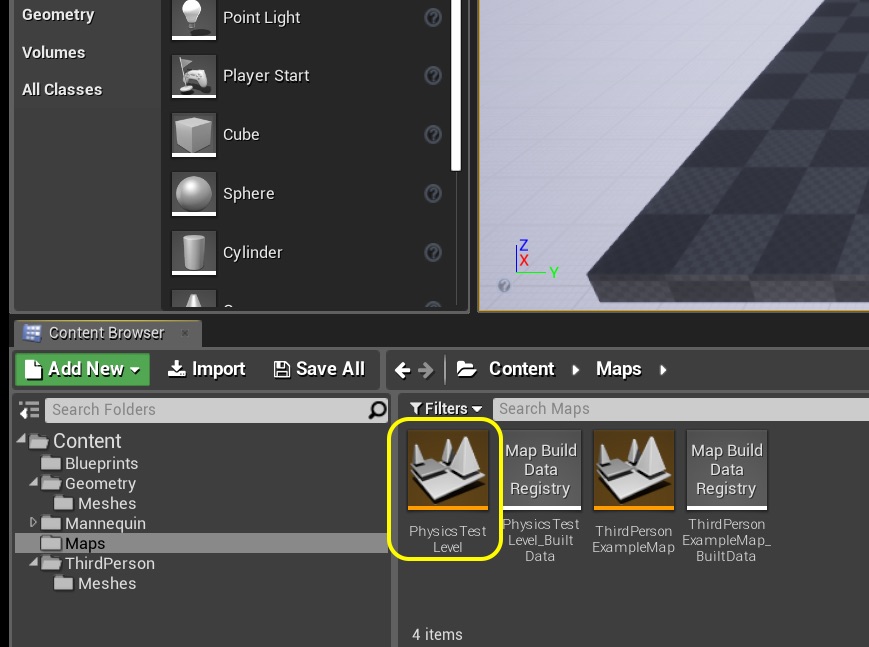 Geometry
Volumes
All Classes
Point Light
Player Start
Cube
Sphere
Cylinder
Z
X
Y
Content Browser
Add New
Import
Save All
Content
Maps
Search Folders
Filters
Search Maps
Content
Blueprints
Geometry
Meshes
Mannequin
Maps
ThirdPerson
Meshes
PhysicsTest
Level
Map Build
Data
Registry
PhysicsTest
Level_Built
Data
ThirdPerson
ExampleMap
Map Build
Data
Registry
ThirdPerson
ExampleMap_
BuiltData
4 items